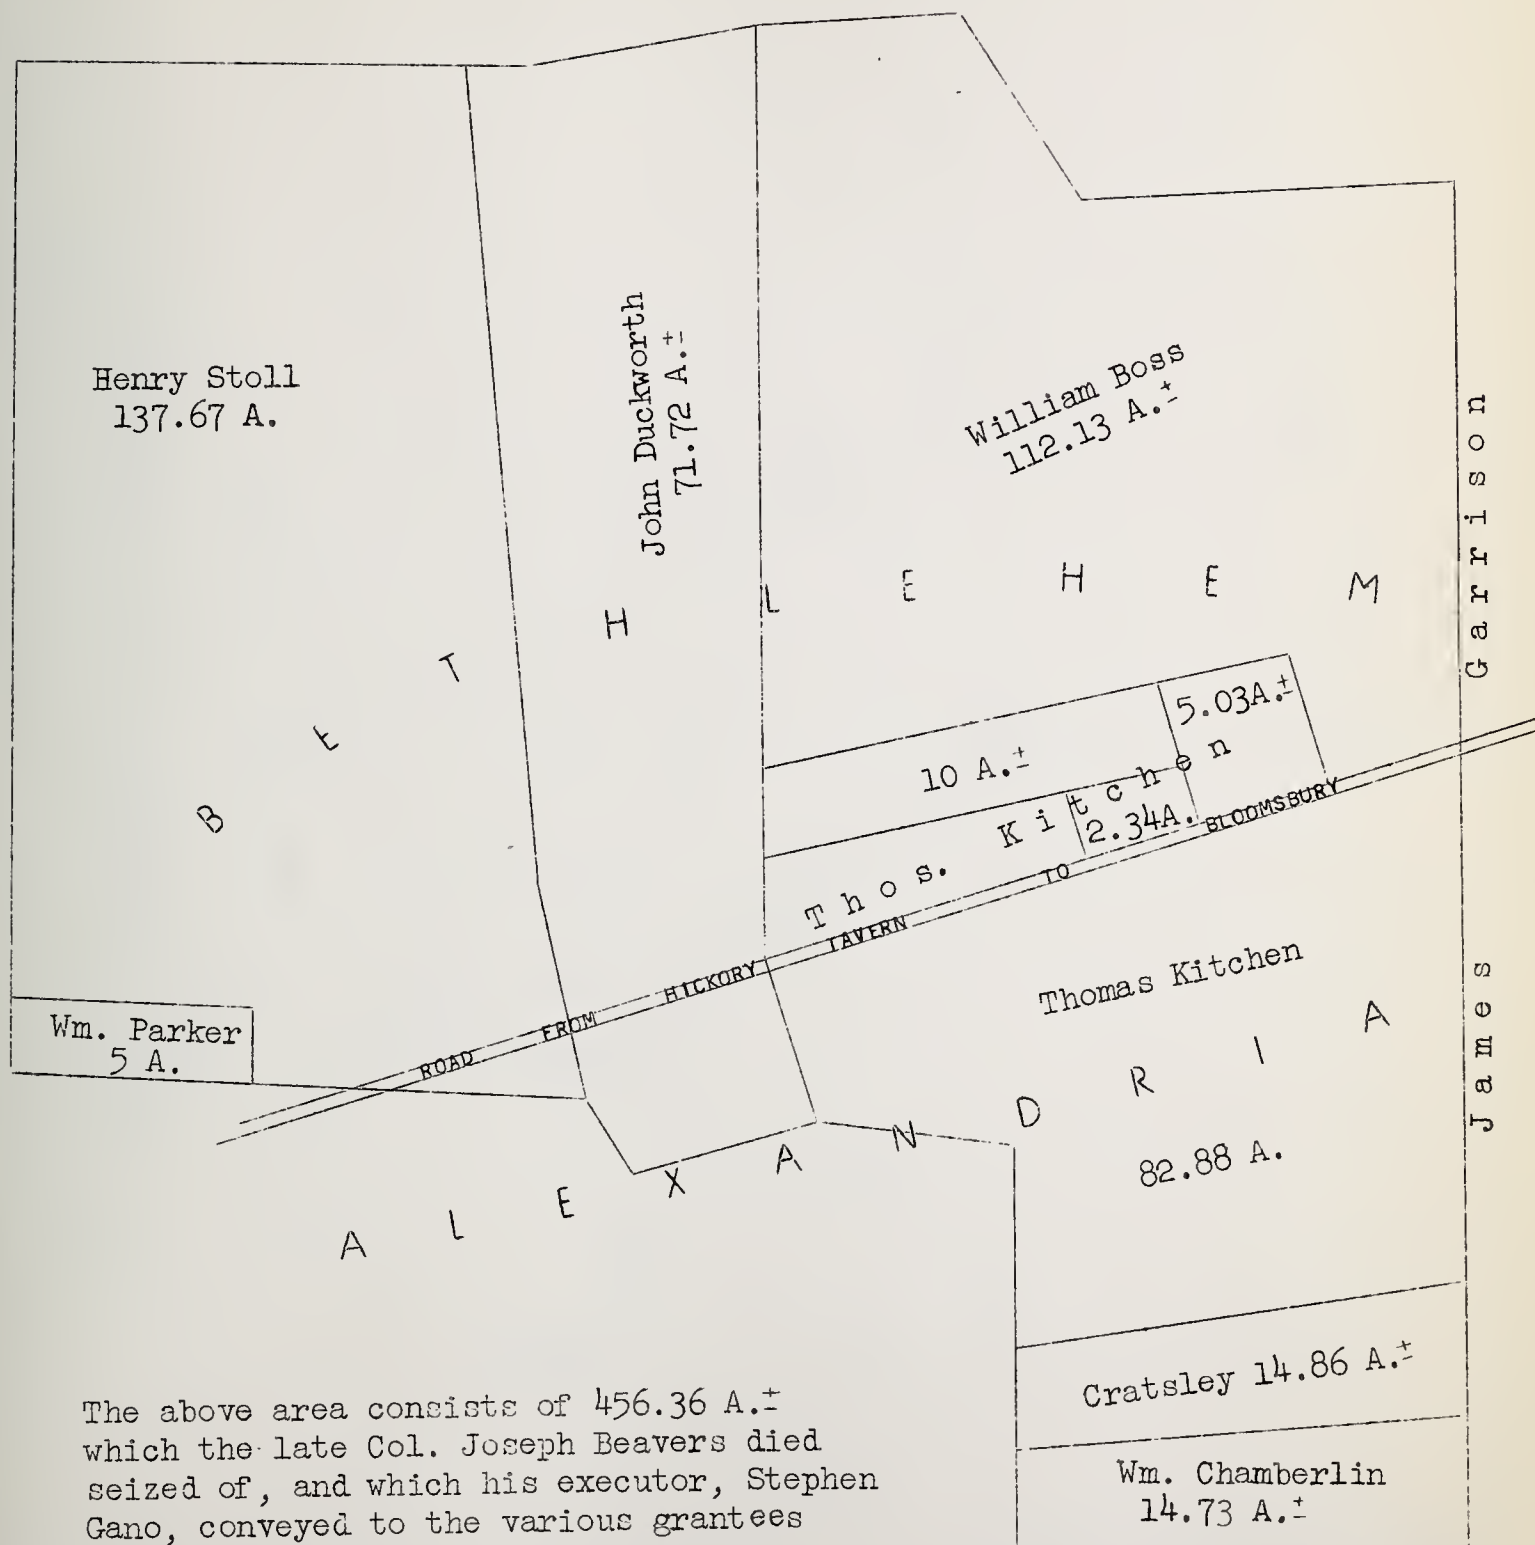 Henry Stoll
137.67 A.
John Duckworth
71.72 A.±
William Boss
112.13 A.±
Garrison
BETHLEHEM
5.03A.±
10 A.±
Thos. Kitchen
2.34A.
ROAD FROM HICKORY TAVERN TO BLOOMSBURY
Thomas Kitchen
82.88 A.
James
Wm. Parker
5 A.
ALEXANDRIA
Cratsley 14.86 A.±
Wm. Chamberlin
14.73 A.±
The above area consists of 456.36 A.±
which the late Col. Joseph Beavers died
seized of, and which his executor, Stephen
Gano, conveyed to the various grantees